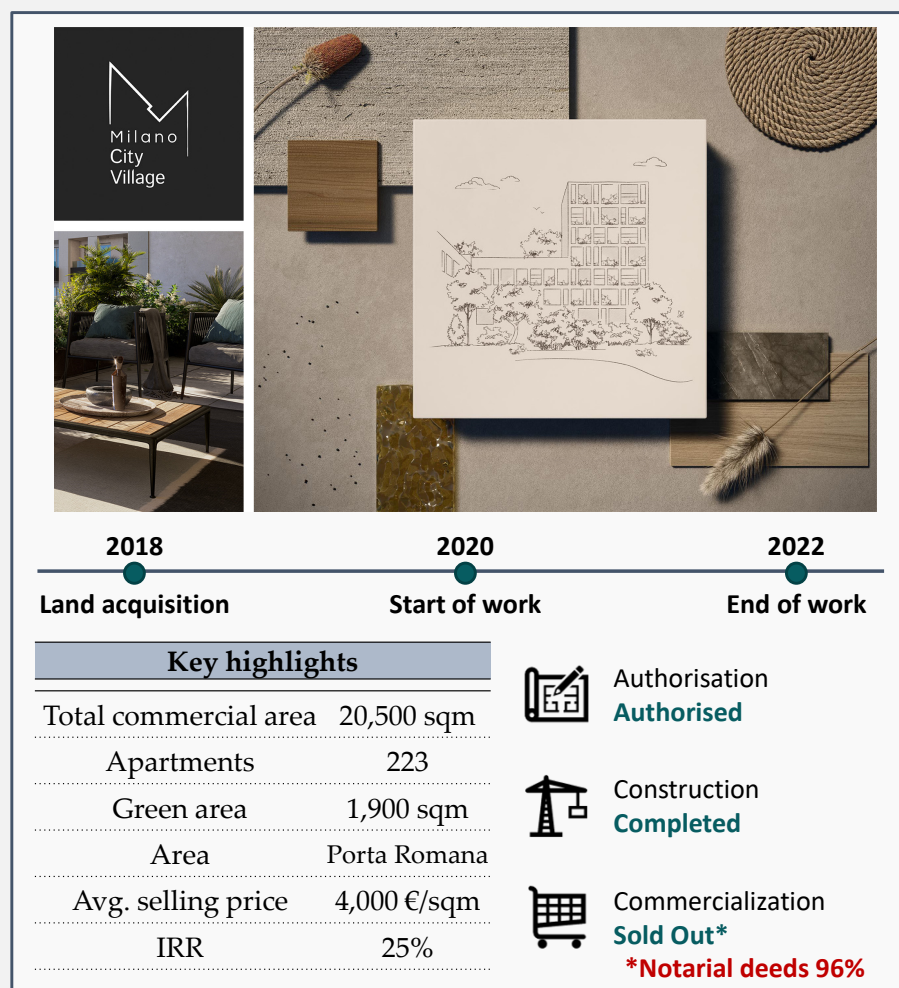 Milano
City
Village
2018 2020 2022
Land acquisition Start of work End of work
Key highlights
Total commercial area 20,500 sqm
Apartments 223
Green area 1,900 sqm
Area Porta Romana
Avg. selling price 4,000 €/sqm
IRR 25%
Authorisation
Authorised
Construction
Completed
Commercialization
Sold Out*
*Notarial deeds 96%